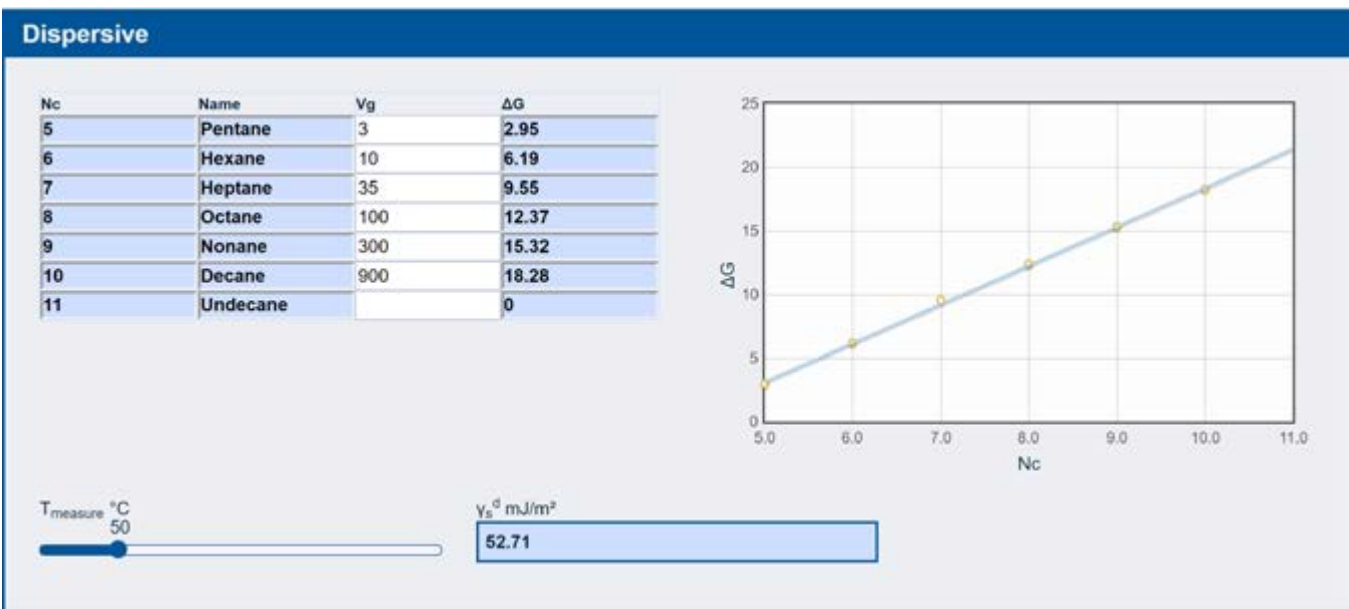 Dispersive
Nc Name Vg ΔG
5 Pentane 3 2.95
6 Hexane 10 6.19
7 Heptane 35 9.55
8 Octane 100 12.37
9 Nonane 300 15.32
10 Decane 900 18.28
11 Undecane 0
25
20
15
10
5
0
ΔG
5.0 6.0 7.0 8.0 9.0 10.0 11.0
Nc
Tmeasure °C
50
γsd mJ/m²
52.71